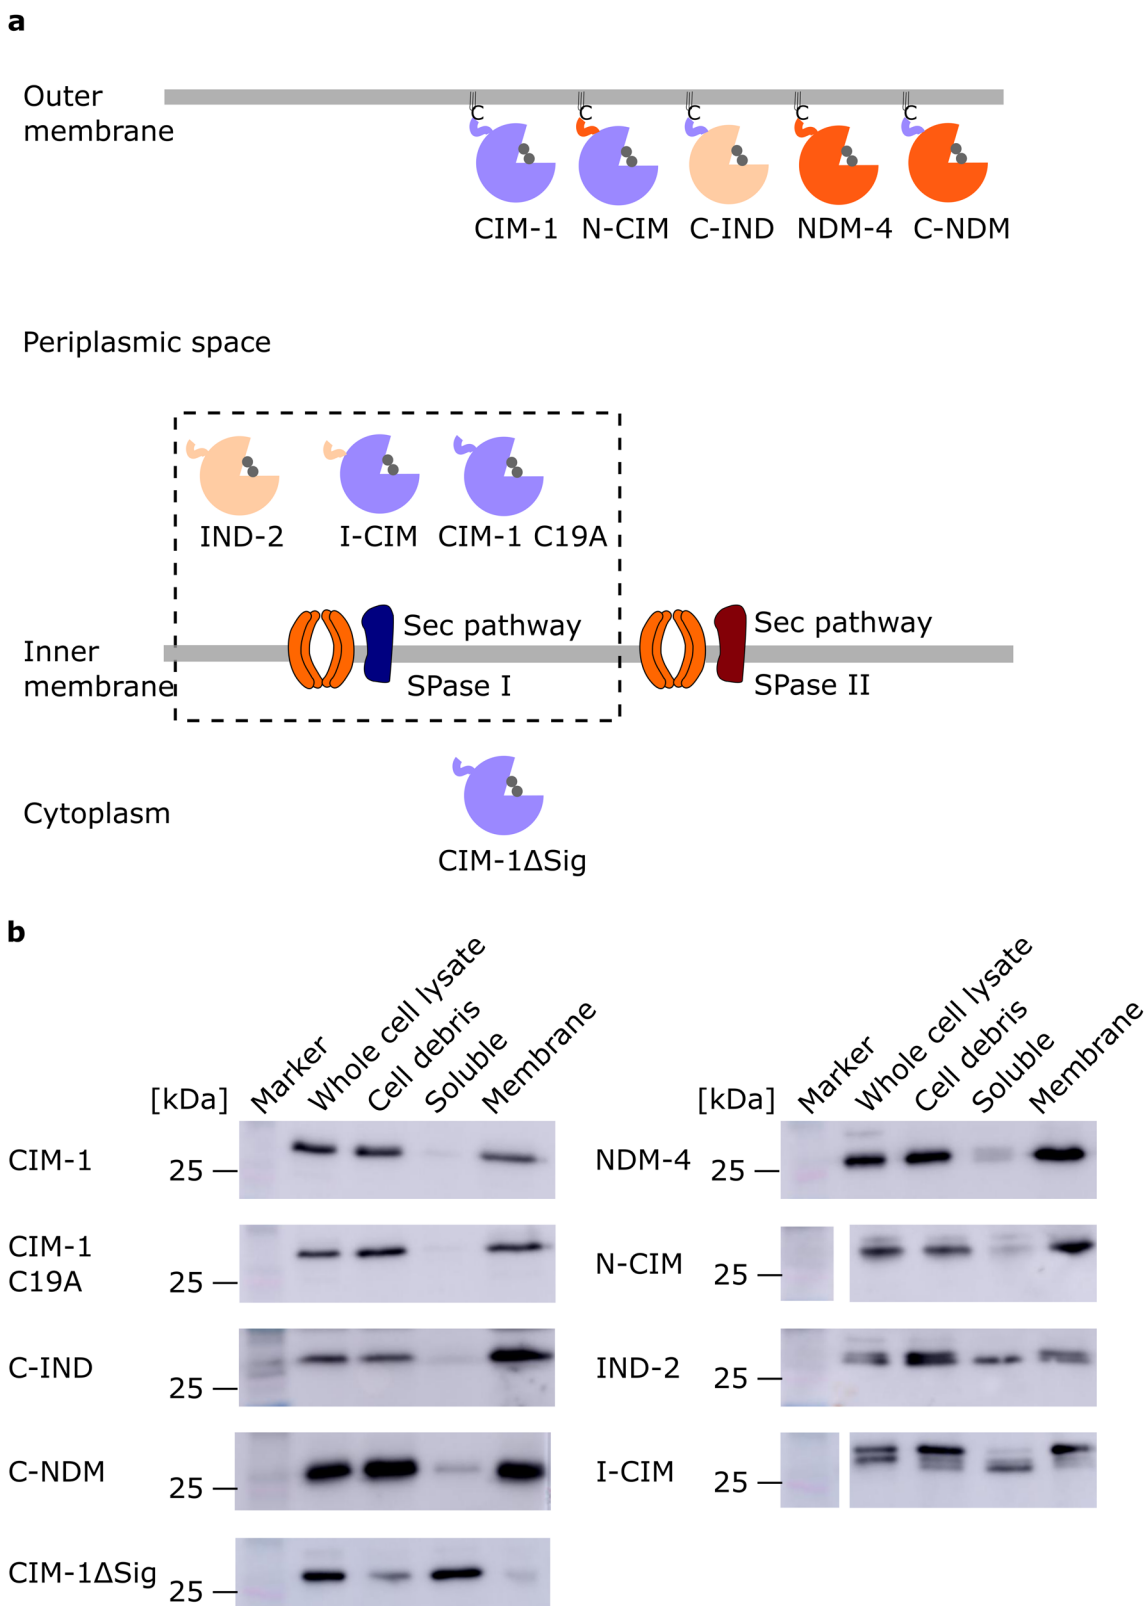 a
Outer
membrane
C C C C C
CIM-1 N-CIM C-IND NDM-4 C-NDM
Periplasmic space
IND-2 I-CIM CIM-1 C19A
Inner
membrane
Sec pathway
SPase I
Sec pathway
SPase II
Cytoplasm
CIM-1ΔSig
b
[kDa] Marker Whole cell lysate Cell debris Soluble Membrane
CIM-1 25
CIM-1
C19A
25
C-IND 25
C-NDM 25
CIM-1ΔSig 25
[kDa] Marker Whole cell lysate Cell debris Soluble Membrane
NDM-4 25
N-CIM 25
IND-2 25
I-CIM 25